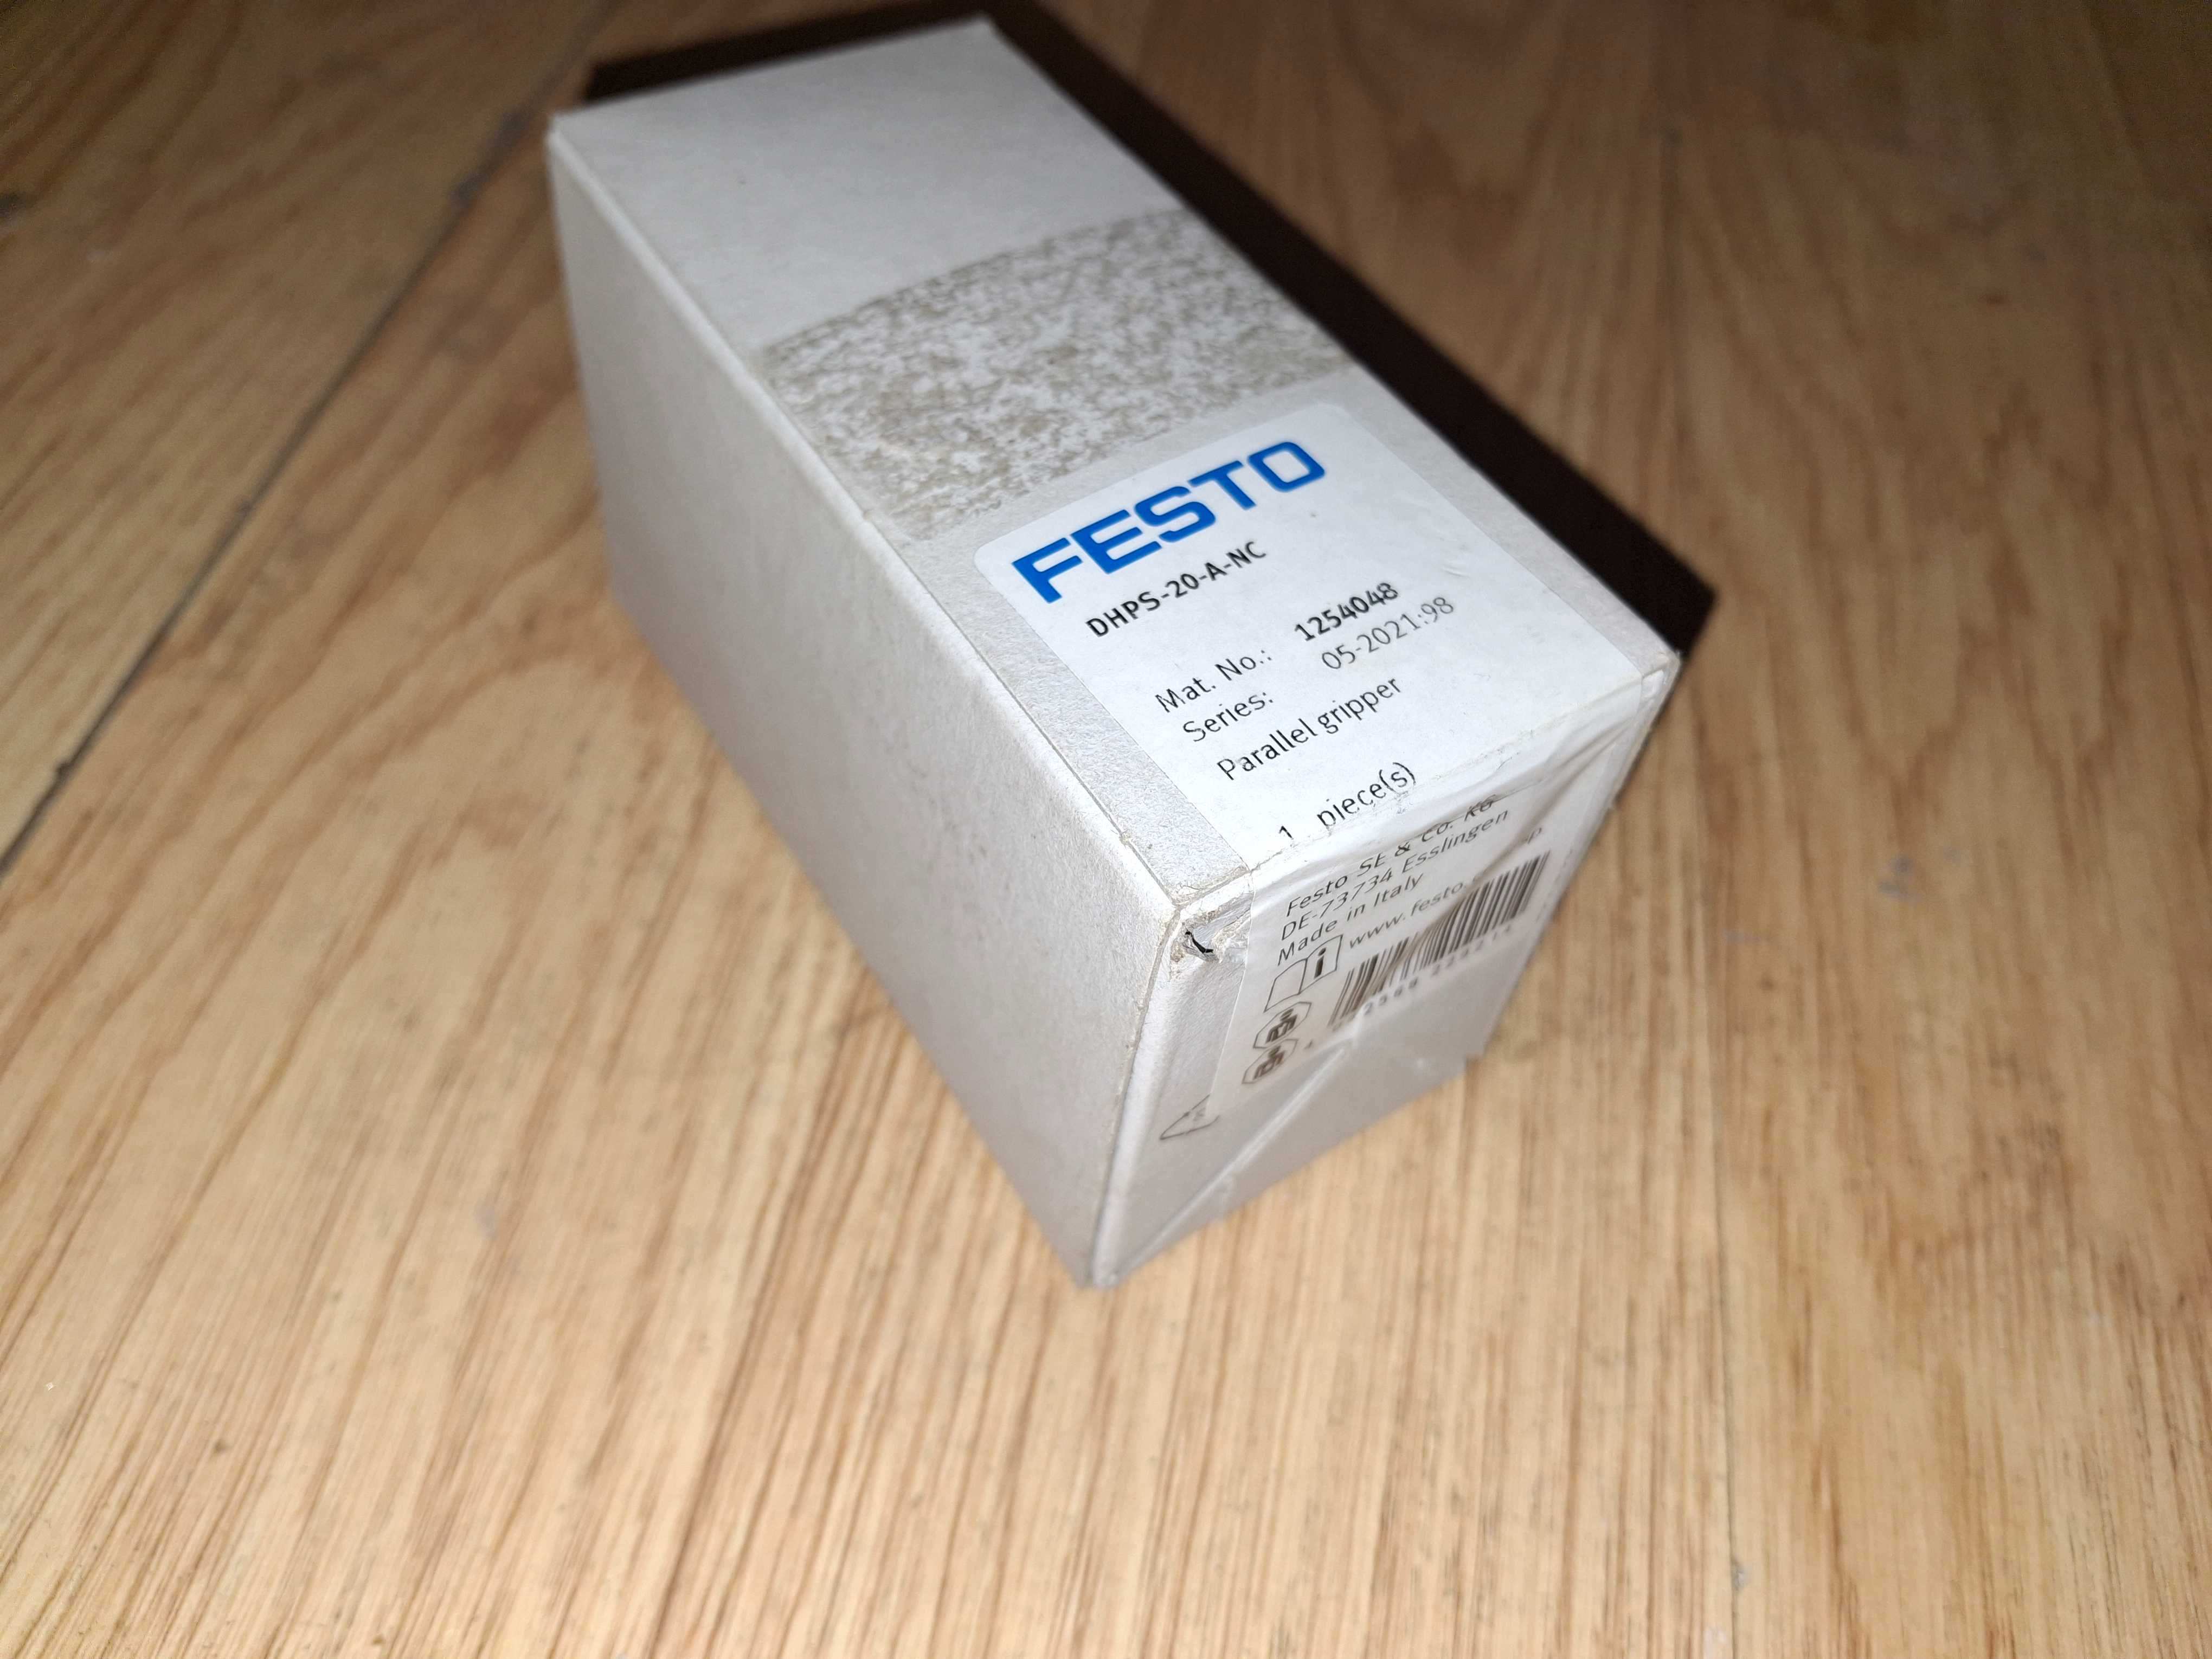 FESTO
DHPS-20-A-NC
Mat. No.: 1254048
Series: 05-2021:98
Parallel gripper
1 piece(s)
Festo SE & Co. KG
DE-73734 Esslingen
Made in Italy
www.festo.